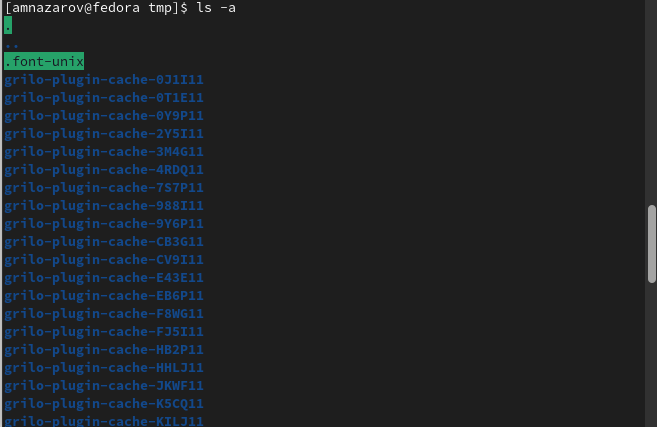 [amnazarov@fedora tmp]$ ls -a
.
..
.font-unix
grilo-plugin-cache-0J1I11
grilo-plugin-cache-0T1E11
grilo-plugin-cache-0Y9P11
grilo-plugin-cache-2Y5I11
grilo-plugin-cache-3M4G11
grilo-plugin-cache-4RDQ11
grilo-plugin-cache-7S7P11
grilo-plugin-cache-988I11
grilo-plugin-cache-9Y6P11
grilo-plugin-cache-CB3G11
grilo-plugin-cache-CV9I11
grilo-plugin-cache-E43E11
grilo-plugin-cache-EB6P11
grilo-plugin-cache-F8WG11
grilo-plugin-cache-FJ5I11
grilo-plugin-cache-HB2P11
grilo-plugin-cache-HHLJ11
grilo-plugin-cache-JKWF11
grilo-plugin-cache-K5CQ11
grilo-plugin-cache-KILJ11